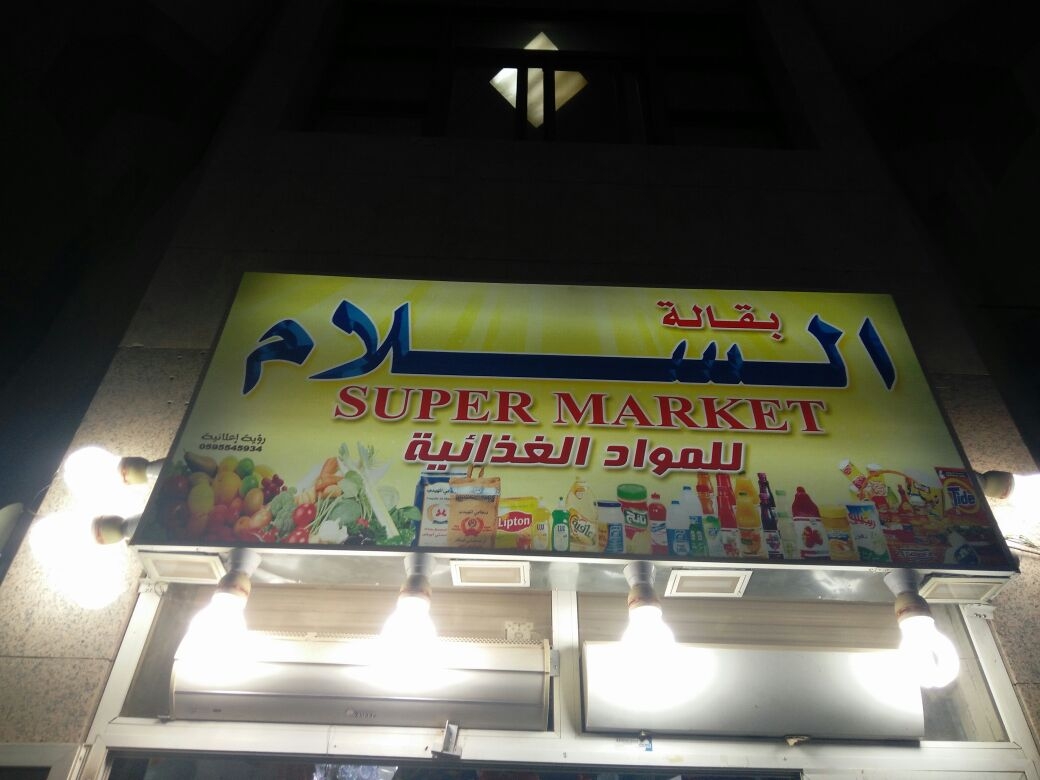 بقالة
السلام
SUPER MARKET
للمواد الغذائية
رؤية إعلانية
0595545934
Lipton
Tide